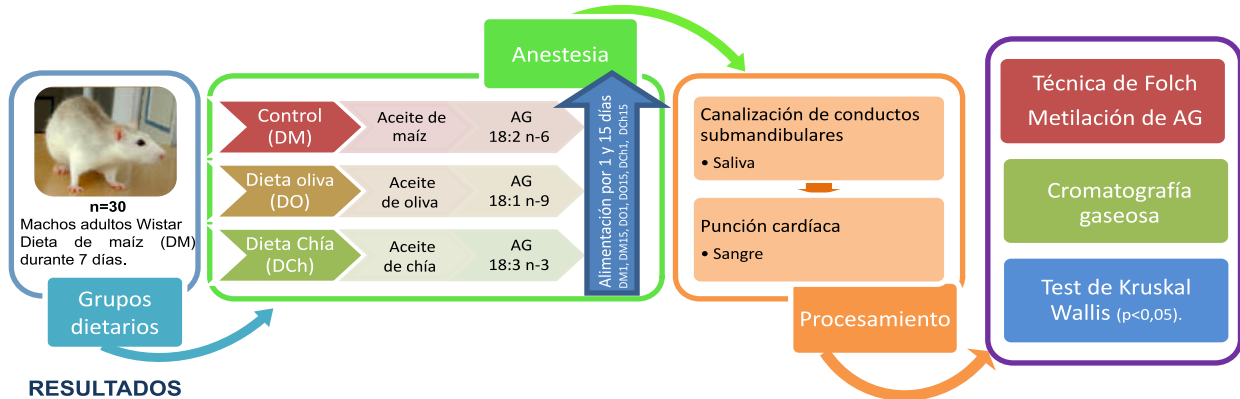 n=30
Machos adultos Wistar
Dieta de maíz (DM)
durante 7 días.
Grupos
dietarios
Anestesia
Control
(DM)
Aceite de
maíz
AG
18:2 n-6
Dieta oliva
(DO)
Aceite
de oliva
AG
18:1 n-9
Dieta Chía
(DCh)
Aceite
de chía
AG
18:3 n-3
Alimentación por 1 y 15 días
DM1, DM15, DO1, DO15, DCh1, DCh15
Canalización de conductos
submandibulares
• Saliva
Punción cardíaca
• Sangre
Procesamiento
Técnica de Folch
Metilación de AG
Cromatografía
gaseosa
Test de Kruskal
Wallis (p<0,05).
RESULTADOS